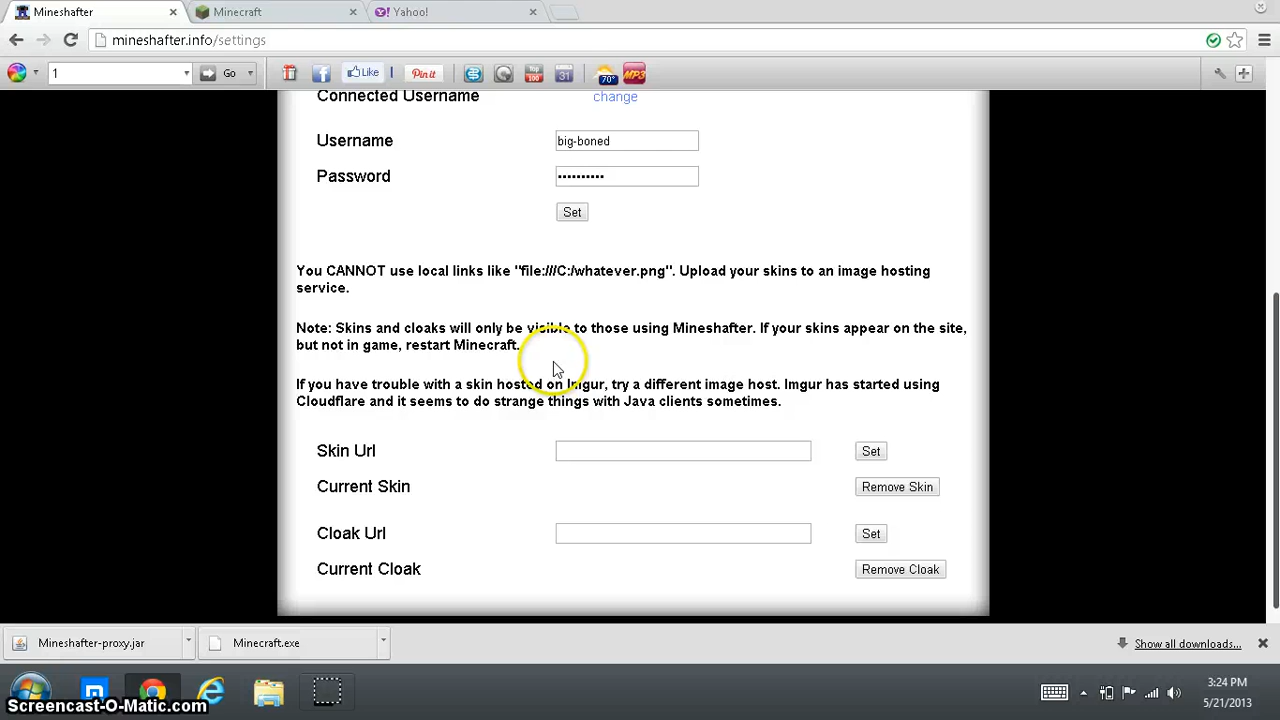 Mineshafter
Minecraft
Yahoo!
mineshafter.info/settings
1
Go
Like
Pin it
Top 100
31
70°
MP3
Connected Username change
Username big-boned
Password ••••••••••
Set
You CANNOT use local links like "file:///C:/whatever.png". Upload your skins to an image hosting
service.
Note: Skins and cloaks will only be visible to those using Mineshafter. If your skins appear on the site,
but not in game, restart Minecraft.
If you have trouble with a skin hosted on Imgur, try a different image host. Imgur has started using
Cloudflare and it seems to do strange things with Java clients sometimes.
Skin Url Set
Current Skin Remove Skin
Cloak Url Set
Current Cloak Remove Cloak
Mineshafter-proxy.jar
Minecraft.exe
Show all downloads...
3:24 PM
5/21/2013
Screencast-O-Matic.com